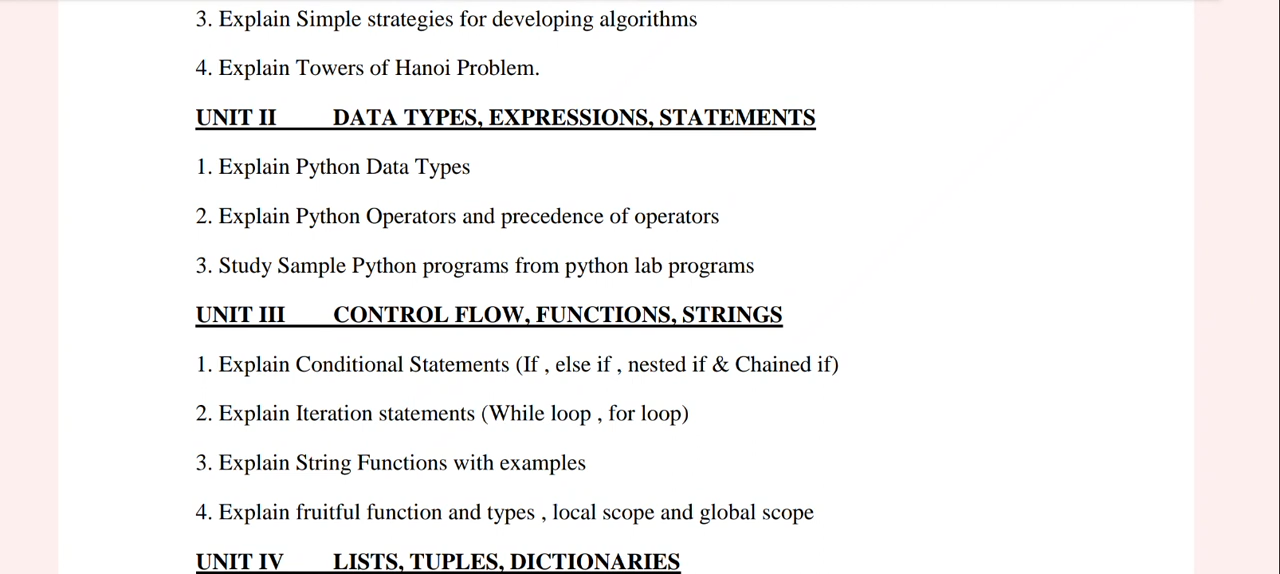 3. Explain Simple strategies for developing algorithms
4. Explain Towers of Hanoi Problem.
UNIT II DATA TYPES, EXPRESSIONS, STATEMENTS
1. Explain Python Data Types
2. Explain Python Operators and precedence of operators
3. Study Sample Python programs from python lab programs
UNIT III CONTROL FLOW, FUNCTIONS, STRINGS
1. Explain Conditional Statements (If , else if , nested if & Chained if)
2. Explain Iteration statements (While loop , for loop)
3. Explain String Functions with examples
4. Explain fruitful function and types , local scope and global scope
UNIT IV LISTS, TUPLES, DICTIONARIES